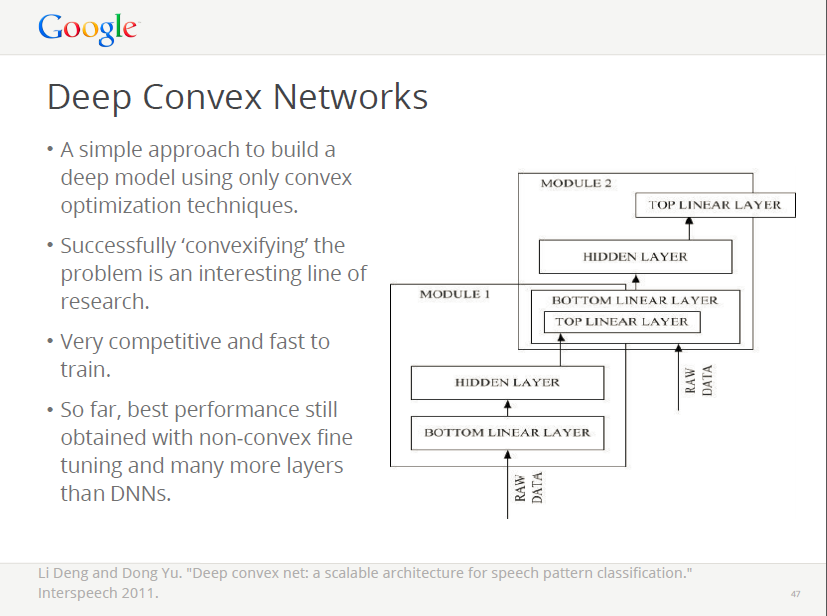 Google
Deep Convex Networks
• A simple approach to build a
deep model using only convex
optimization techniques.
• Successfully ‘convexifying’ the
problem is an interesting line of
research.
• Very competitive and fast to
train.
• So far, best performance still
obtained with non-convex fine
tuning and many more layers
than DNNs.
MODULE 2
TOP LINEAR LAYER
HIDDEN LAYER
MODULE 1
BOTTOM LINEAR LAYER
TOP LINEAR LAYER
RAW
DATA
HIDDEN LAYER
BOTTOM LINEAR LAYER
RAW
DATA
Li Deng and Dong Yu. "Deep convex net: a scalable architecture for speech pattern classification."
Interspeech 2011.
47